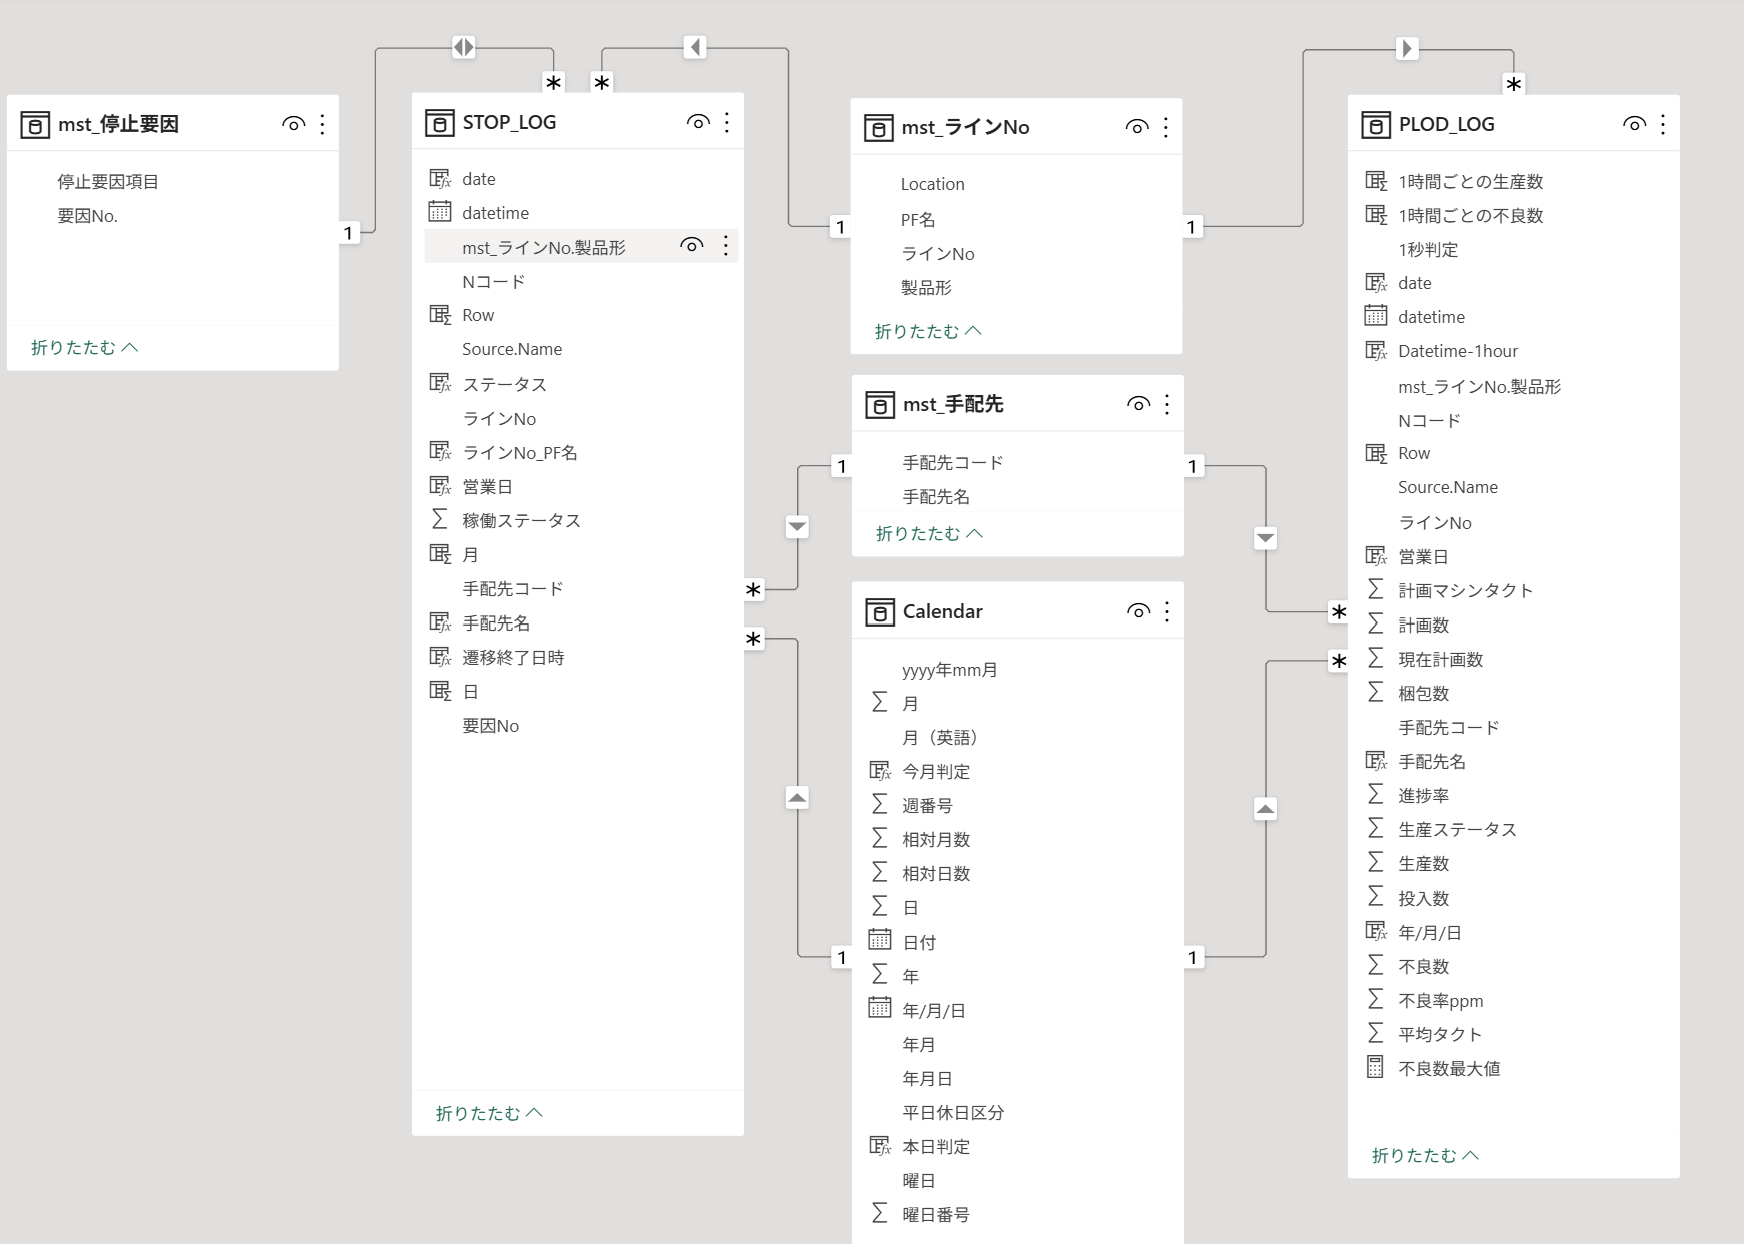 mst_停止要因
停止要因項目
要因No.
折りたたむ
1
*
STOP_LOG
date
datetime
mst_ラインNo.製品形
Nコード
Row
Source.Name
ステータス
ラインNo
ラインNo_PF名
営業日
稼働ステータス
月
手配先コード
手配先名
遷移終了日時
日
要因No
折りたたむ
*
1
mst_ラインNo
Location
PF名
ラインNo
製品形
折りたたむ
1
*
mst_手配先
手配先コード
手配先名
折りたたむ
1
*
1
*
Calendar
yyyy年mm月
月
月（英語）
今月判定
週番号
相対月数
相対日数
日
日付
年
年/月/日
年月
年月日
平日休日区分
本日判定
曜日
曜日番号
1
*
1
*
PLOD_LOG
1時間ごとの生産数
1時間ごとの不良数
1秒判定
date
datetime
Datetime-1hour
mst_ラインNo.製品形
Nコード
Row
Source.Name
ラインNo
営業日
計画マシンタクト
計画数
現在計画数
梱包数
手配先コード
手配先名
進捗率
生産ステータス
生産数
投入数
年/月/日
不良数
不良率ppm
平均タクト
不良数最大値
折りたたむ